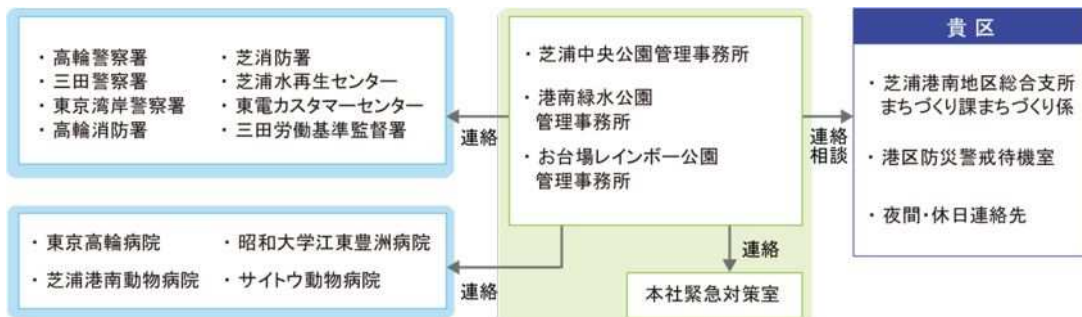 ・高輪警察署
・三田警察署
・東京湾岸警察署
・高輪消防署
・芝消防署
・芝浦水再生センター
・東電カスタマーセンター
・三田労働基準監督署
連絡
・東京高輪病院
・芝浦港南動物病院
・昭和大学江東豊洲病院
・サイトウ動物病院
連絡
・芝浦中央公園管理事務所
・港南緑水公園
管理事務所
・お台場レインボー公園
管理事務所
連絡
本社緊急対策室
連絡
相談
貴区
・芝浦港南地区総合支所
まちづくり課まちづくり係
・港区防災警戒待機室
・夜間・休日連絡先